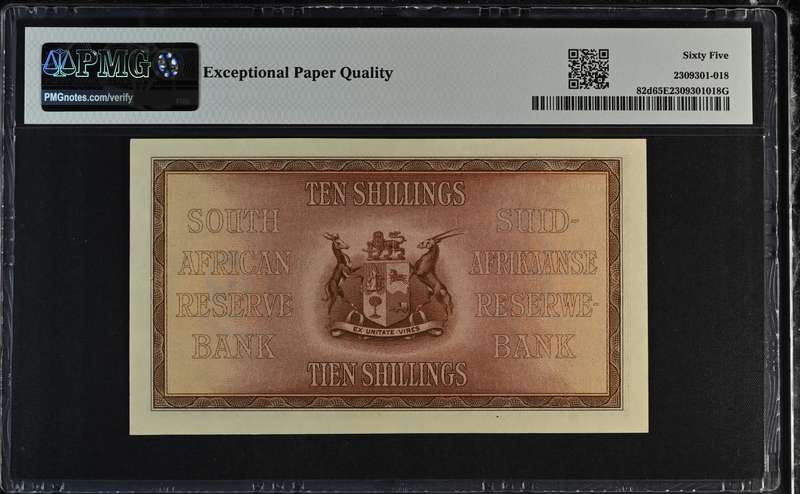 PMG
PMGnotes.com/verify
Exceptional Paper Quality
Sixty Five
2309301-018
82d65E2309301018G
TEN SHILLINGS
SOUTH
AFRICAN
RESERVE
BANK
SUID-
AFRIKAANSE
RESERWE-
BANK
EX UNITATE VIRES
TIEN SHILLINGS